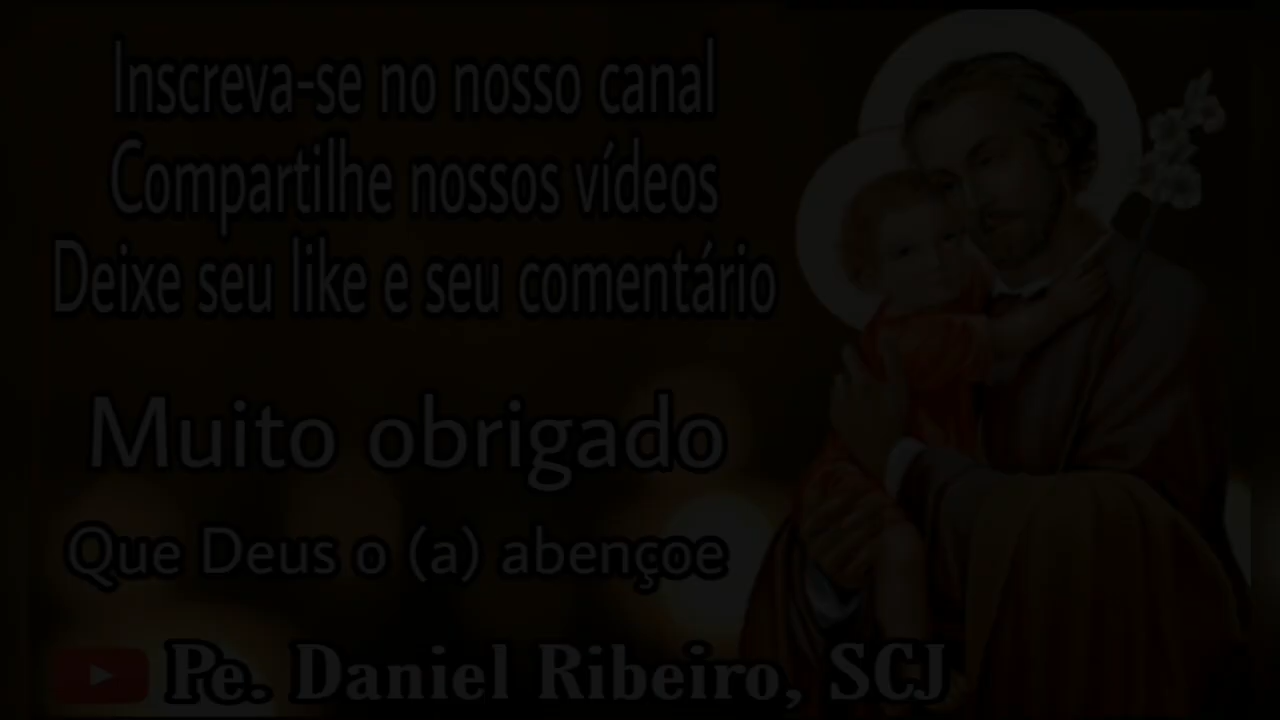 Inscreva-se no nosso canal
Compartilhe nossos vídeos
Deixe seu like e seu comentário
Muito obrigado
Que Deus o (a) abençoe
Pe. Daniel Ribeiro, SCJ